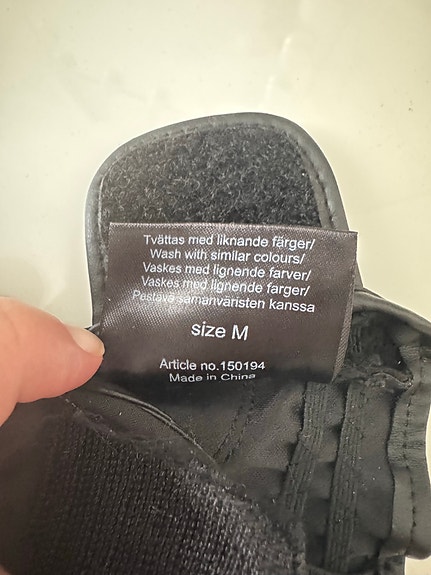 Tvättas med liknande färger/
Wash with similar colours/
Vaskes med lignende farver/
Vaskes med lignende farger/
Pestävä samanväristen kanssa
size M
Article no.150194
Made in China